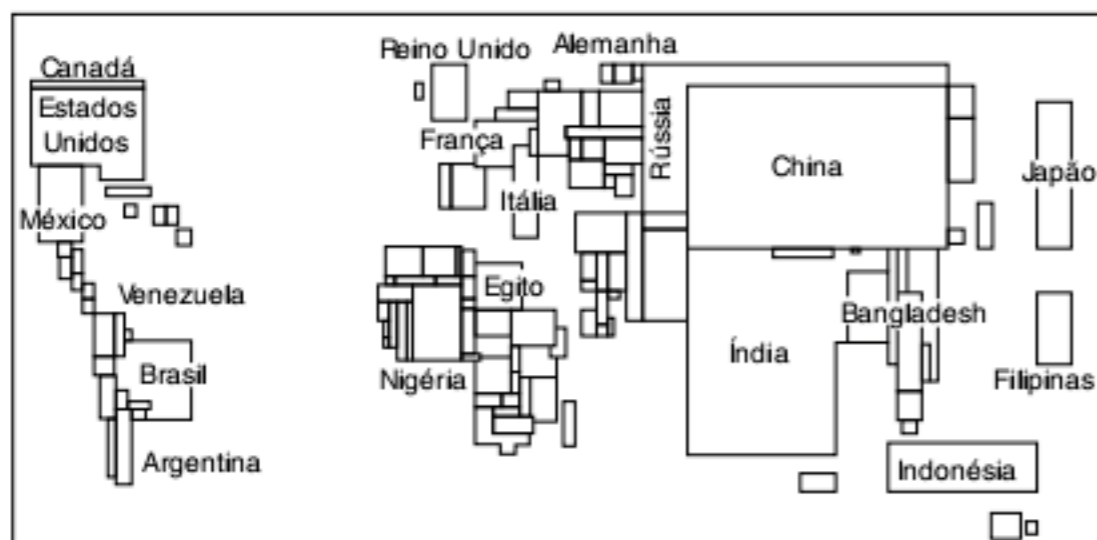 Canadá
Estados
Unidos
México
Venezuela
Brasil
Argentina
Reino Unido
Alemanha
França
Itália
Rússia
China
Japão
Egito
Nigéria
Índia
Bangladesh
Filipinas
Indonésia